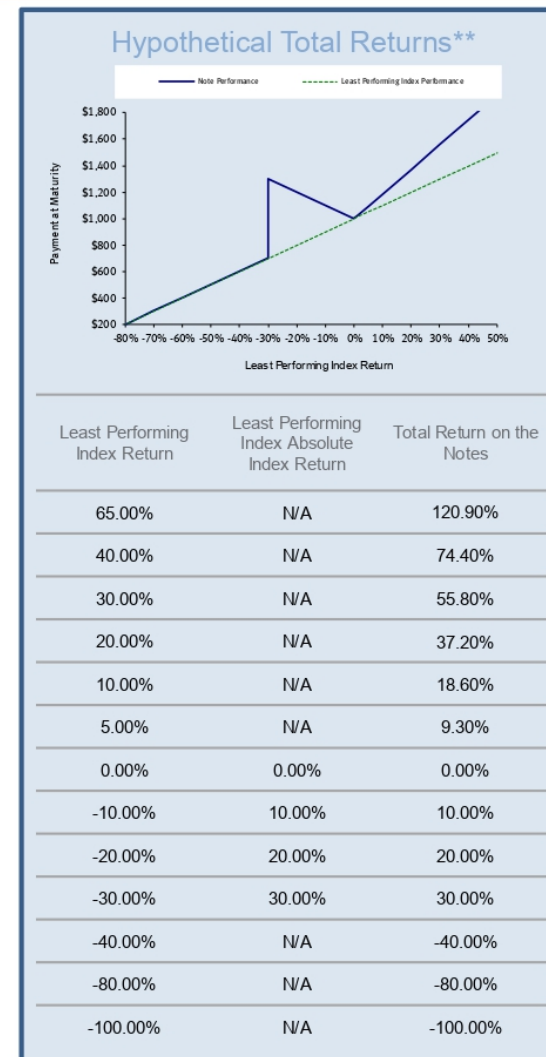 Hypothetical Total Returns**
Note Performance
Least Performing Index Performance
$1,800
$1,600
$1,400
$1,200
$1,000
$800
$600
$400
$200
Payment at Maturity
-80% -70% -60% -50% -40% -30% -20% -10% 0% 10% 20% 30% 40% 50%
Least Performing Index Return
Least Performing
Index Return
Least Performing
Index Absolute
Index Return
Total Return on the
Notes
65.00% N/A 120.90%
40.00% N/A 74.40%
30.00% N/A 55.80%
20.00% N/A 37.20%
10.00% N/A 18.60%
5.00% N/A 9.30%
0.00% 0.00% 0.00%
-10.00% 10.00% 10.00%
-20.00% 20.00% 20.00%
-30.00% 30.00% 30.00%
-40.00% N/A -40.00%
-80.00% N/A -80.00%
-100.00% N/A -100.00%